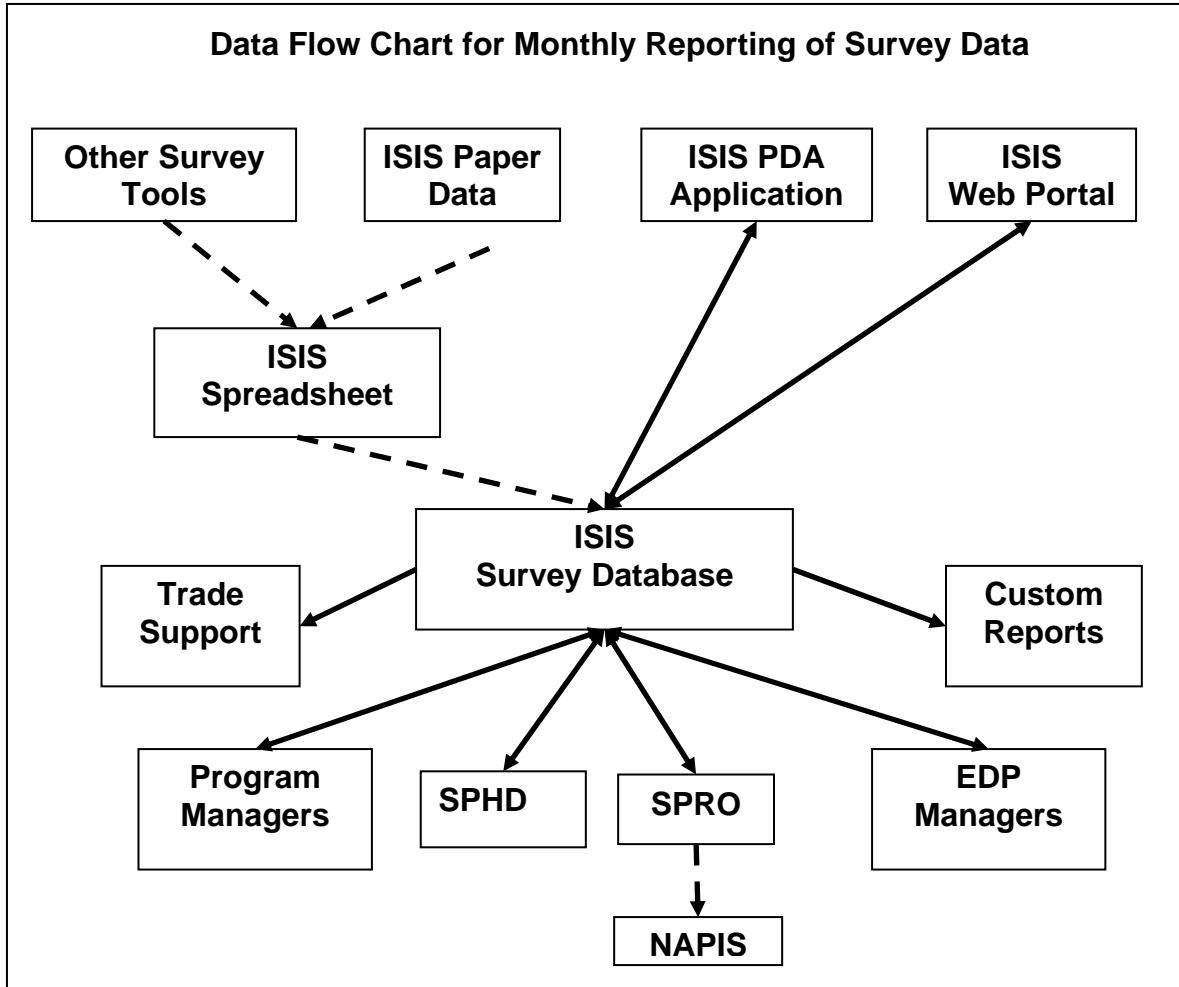 Data Flow Chart for Monthly Reporting of Survey Data
Other Survey
Tools
ISIS Paper
Data
ISIS PDA
Application
ISIS
Web Portal
ISIS
Spreadsheet
ISIS
Survey Database
Trade
Support
Custom
Reports
Program
Managers
SPHD
SPRO
EDP
Managers
NAPIS